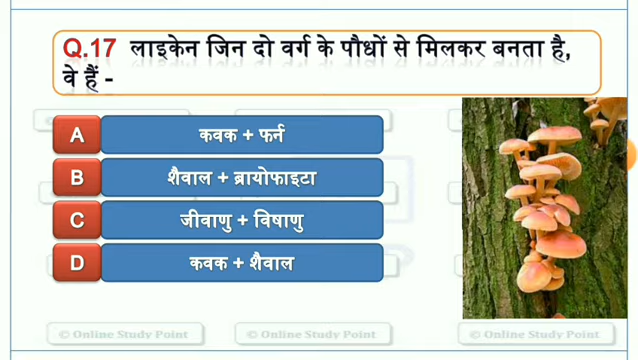 Q.17 लाइकेन जिन दो वर्ग के पौधों से मिलकर बनता है,
वे हैं -
A कवक + फर्न
B शैवाल + ब्रायोफाइटा
C जीवाणु + विषाणु
D कवक + शैवाल
© Online Study Point © Online Study Point © Online Study Point